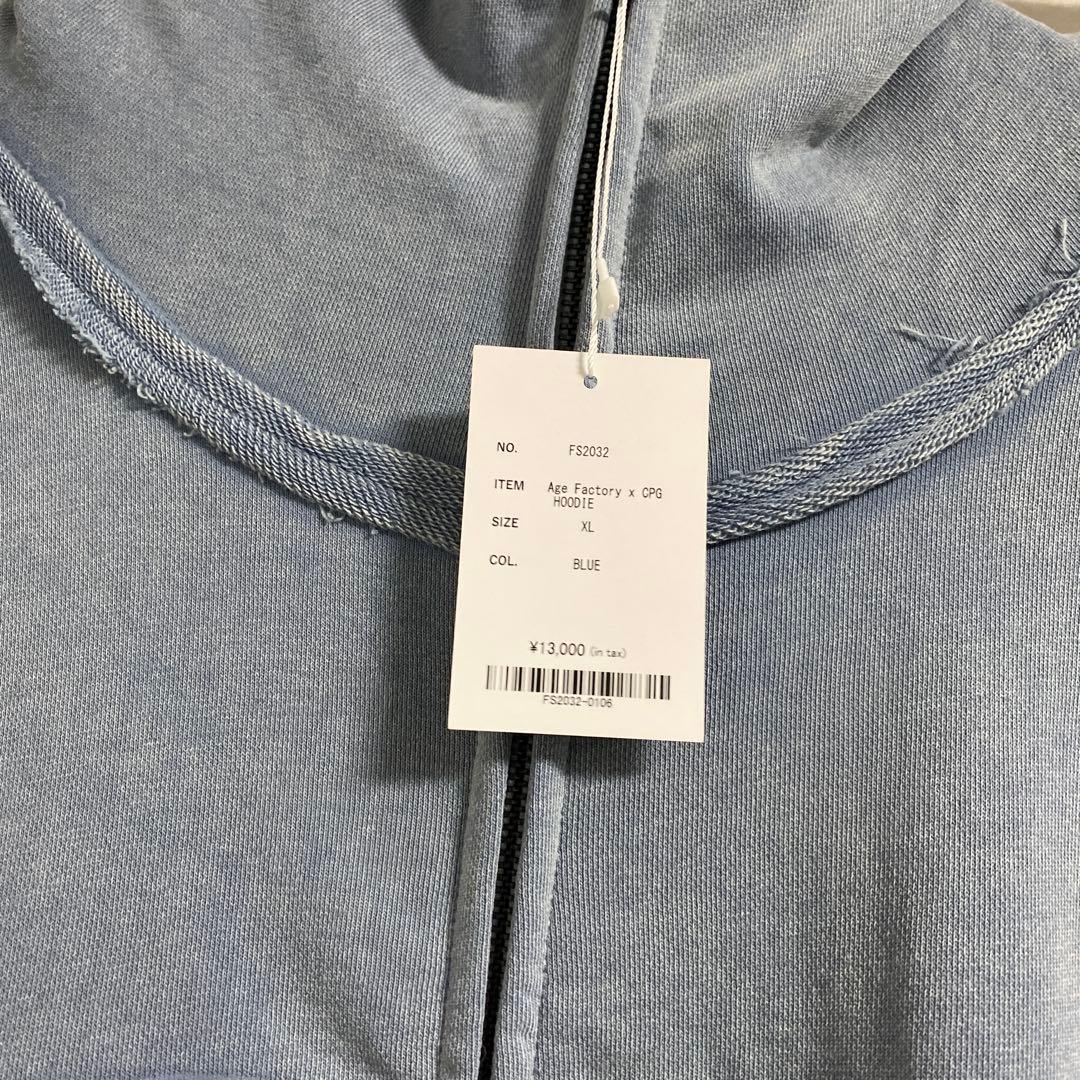 NO. FS2032
ITEM Age Factory x CPG
HOODIE
SIZE XL
COL. BLUE
¥13,000 (in tax)
FS2032-0106